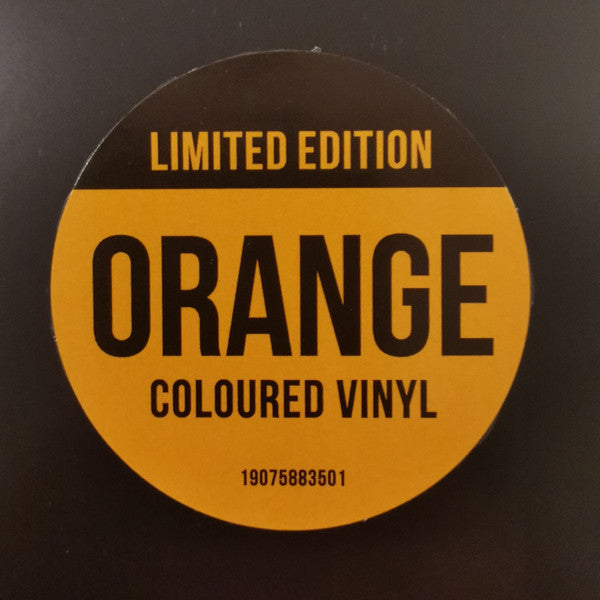 LIMITED EDITION
ORANGE
COLOURED VINYL
19075883501